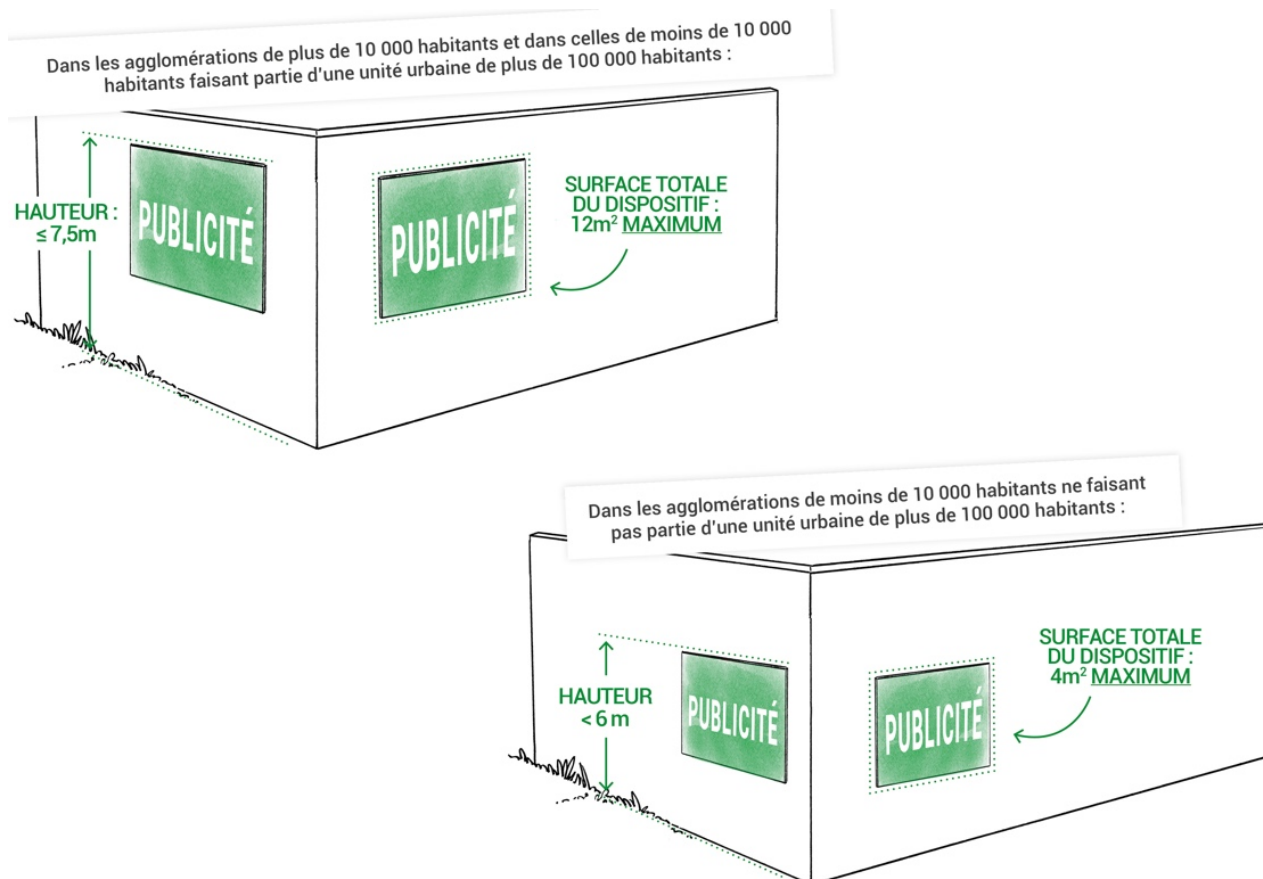 Dans les agglomérations de plus de 10 000 habitants et dans celles de moins de 10 000
habitants faisant partie d'une unité urbaine de plus de 100 000 habitants :
HAUTEUR :
≤ 7,5m
PUBLICITÉ
PUBLICITÉ
SURFACE TOTALE
DU DISPOSITIF :
12m² MAXIMUM
Dans les agglomérations de moins de 10 000 habitants ne faisant
pas partie d'une unité urbaine de plus de 100 000 habitants :
HAUTEUR
< 6 m
PUBLICITÉ
PUBLICITÉ
SURFACE TOTALE
DU DISPOSITIF :
4m² MAXIMUM